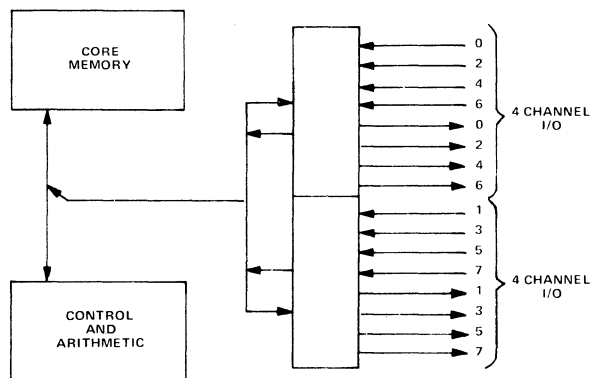 CORE
MEMORY
0
2
4
6
0
2
4
6
4 CHANNEL
I/O
1
3
5
7
1
3
5
7
4 CHANNEL
I/O
CONTROL
AND
ARITHMETIC